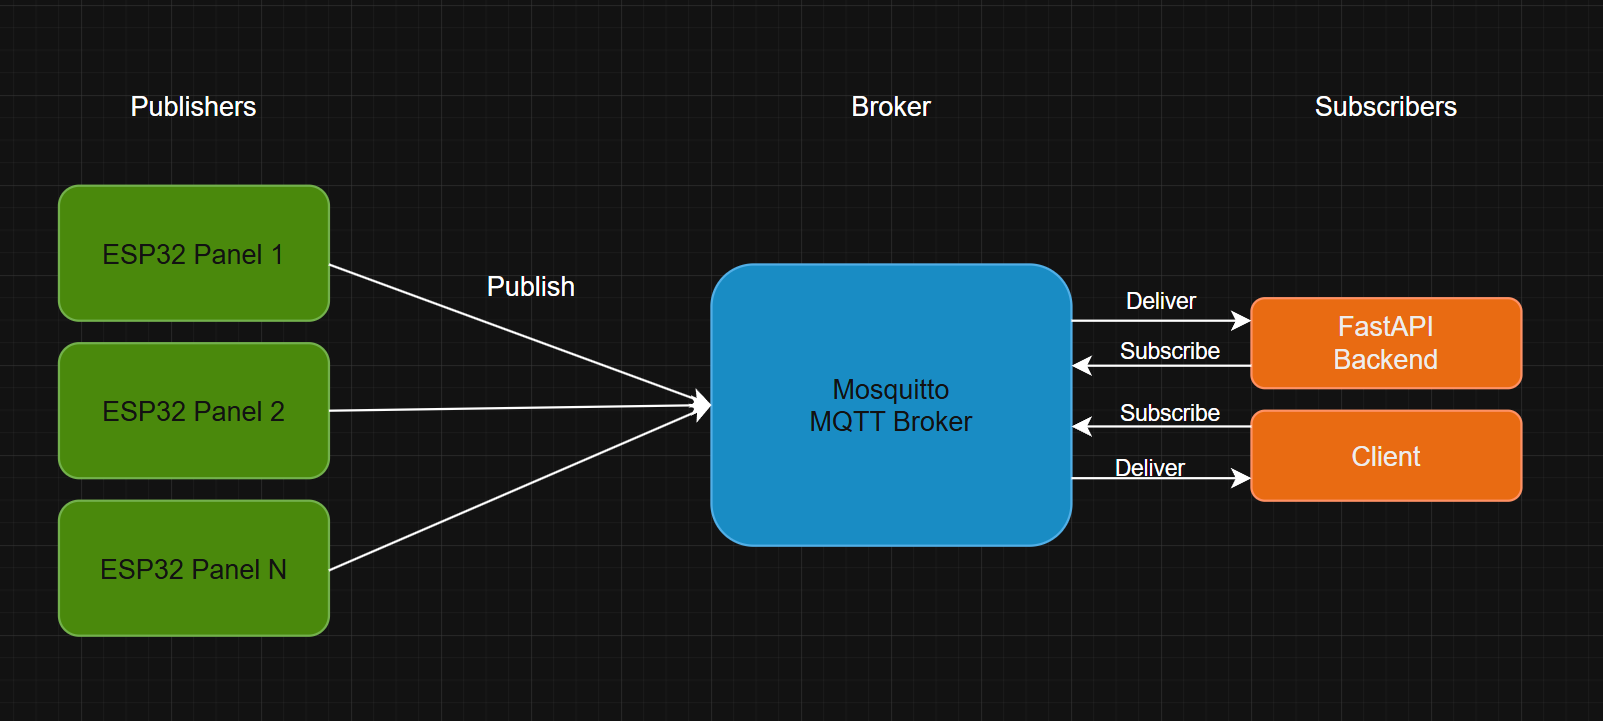 Publishers
Broker
Subscribers
ESP32 Panel 1
ESP32 Panel 2
ESP32 Panel N
Publish
Mosquitto
MQTT Broker
Deliver
Subscribe
Subscribe
Deliver
FastAPI
Backend
Client